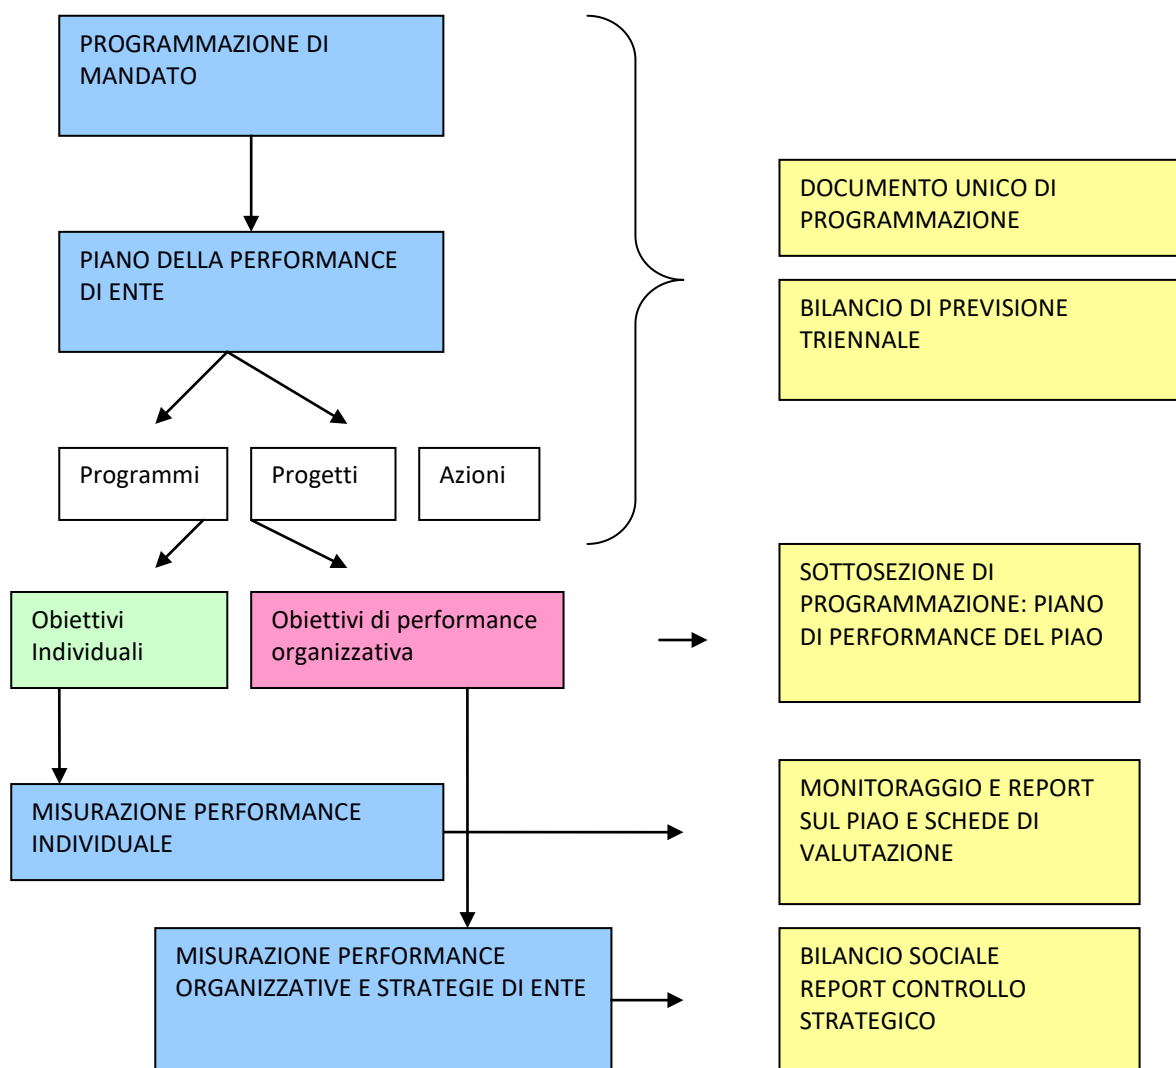 PROGRAMMAZIONE DI
MANDATO
DOCUMENTO UNICO DI
PROGRAMMAZIONE
PIANO DELLA PERFORMANCE
DI ENTE
BILANCIO DI PREVISIONE
TRIENNALE
Programmi
Progetti
Azioni
Obiettivi
Individuali
Obiettivi di performance
organizzativa
SOTTOSEZIONE DI
PROGRAMMAZIONE: PIANO
DI PERFORMANCE DEL PIAO
MISURAZIONE PERFORMANCE
INDIVIDUALE
MONITORAGGIO E REPORT
SUL PIAO E SCHEDE DI
VALUTAZIONE
MISURAZIONE PERFORMANCE
ORGANIZZATIVE E STRATEGIE DI ENTE
BILANCIO SOCIALE
REPORT CONTROLLO
STRATEGICO